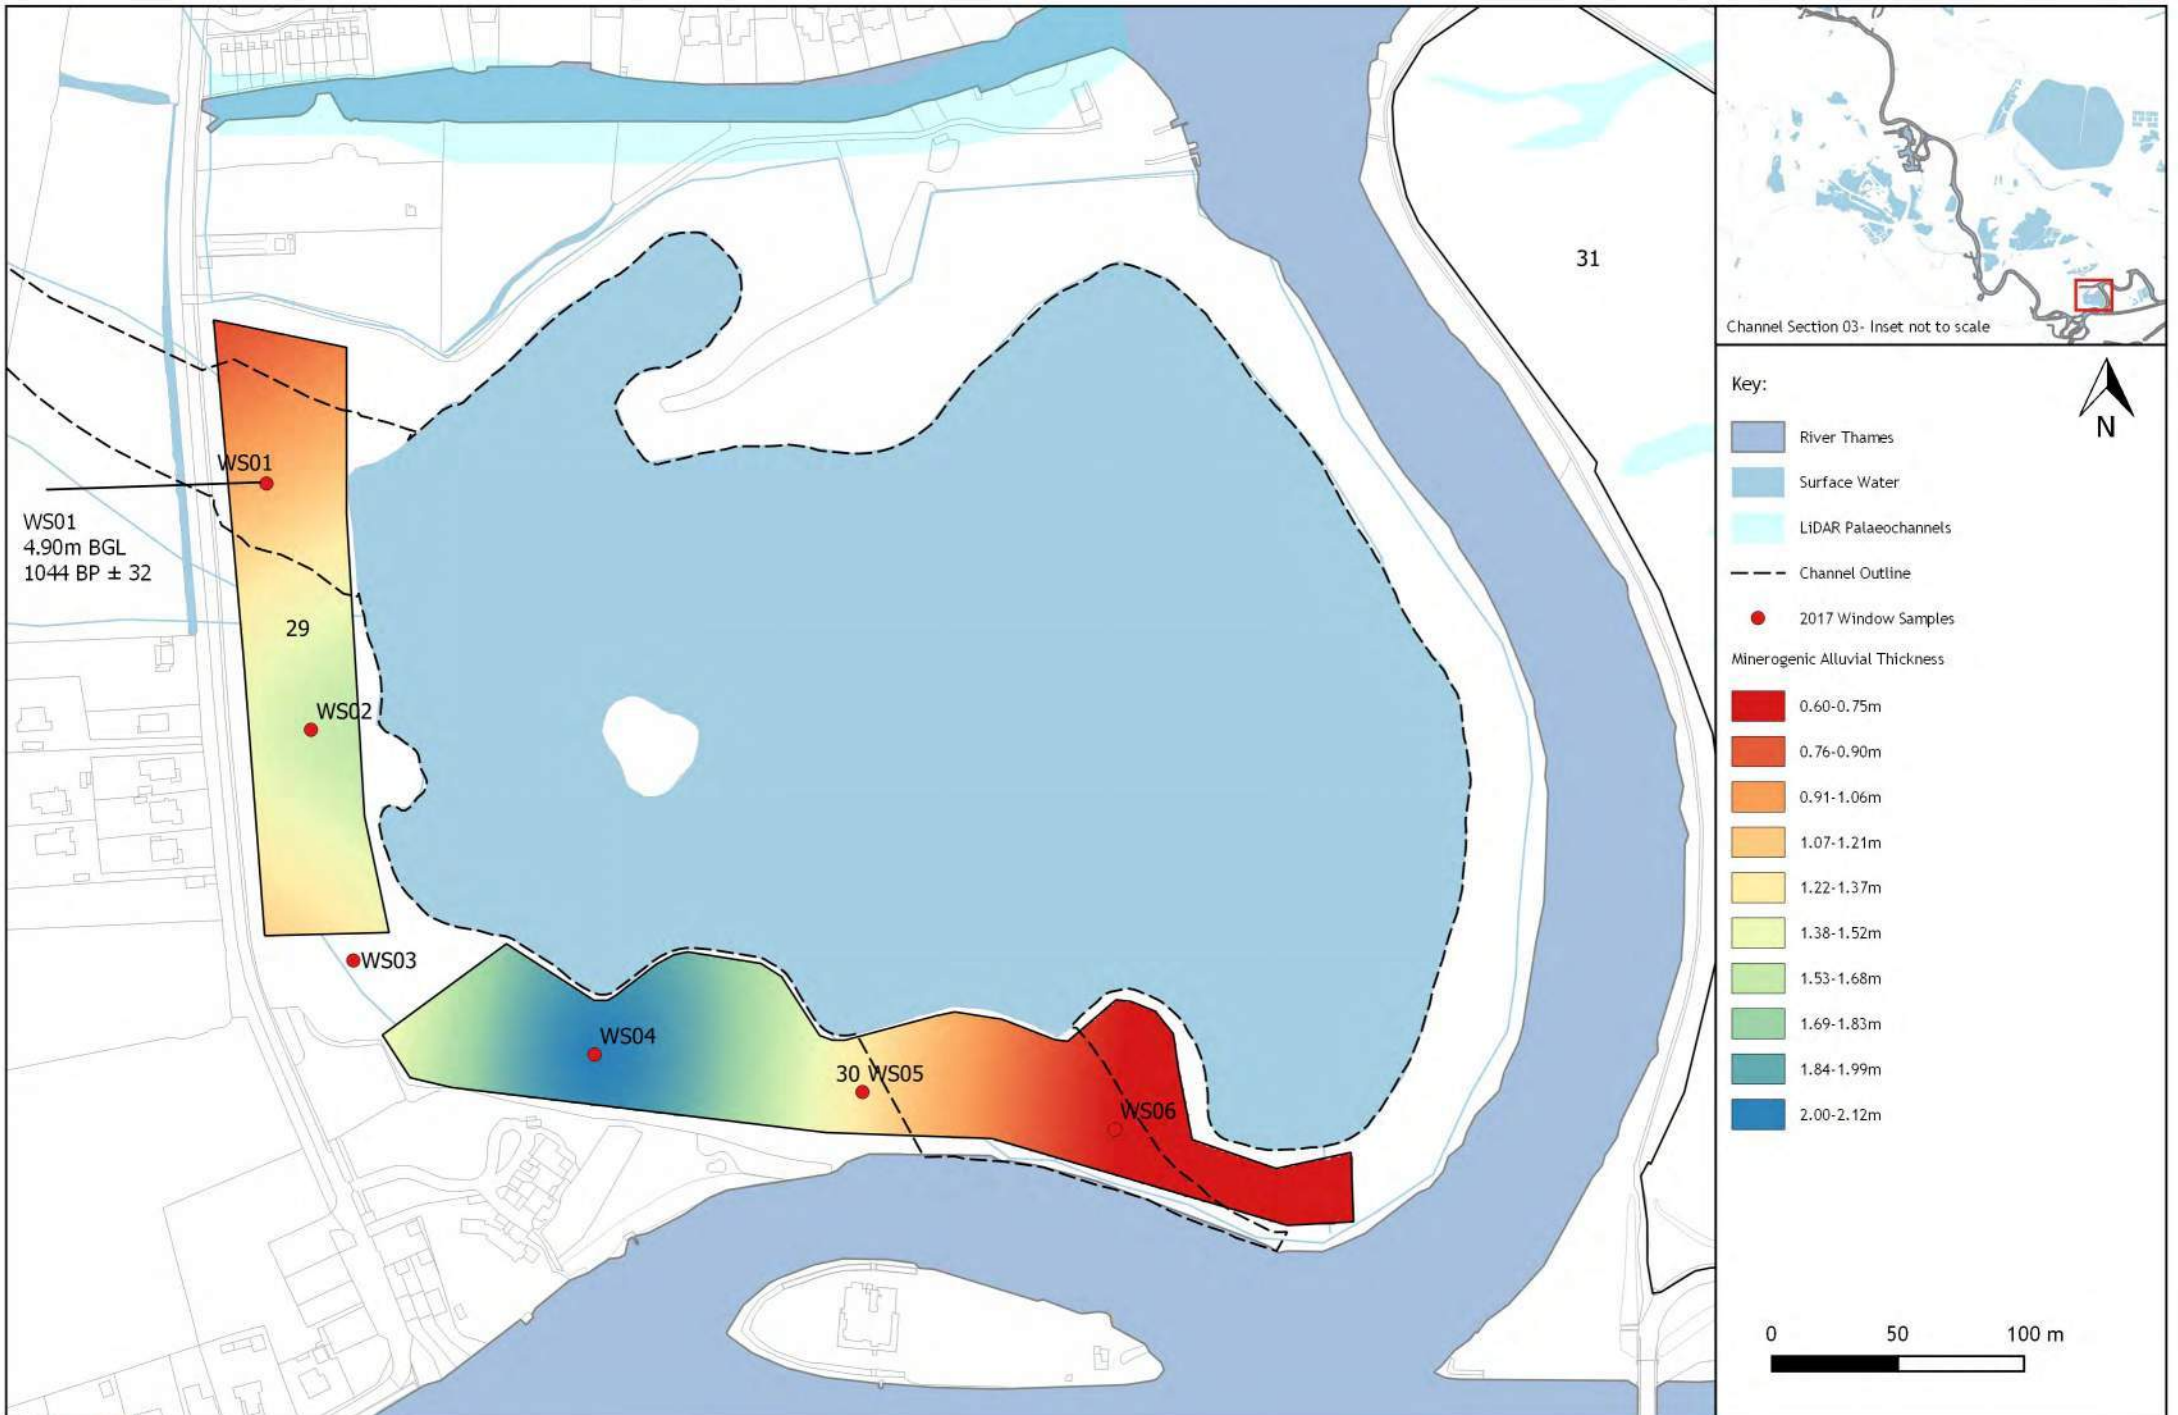 31
WS01
WS01
4.90m BGL
1044 BP ± 32
29
WS02
WS03
WS04
30 WS05
WS06
Channel Section 03- Inset not to scale
Key:
N
River Thames
Surface Water
LiDAR Palaeochannels
Channel Outline
2017 Window Samples
Minerogenic Alluvial Thickness
0.60-0.75m
0.76-0.90m
0.91-1.06m
1.07-1.21m
1.22-1.37m
1.38-1.52m
1.53-1.68m
1.69-1.83m
1.84-1.99m
2.00-2.12m
0 50 100 m